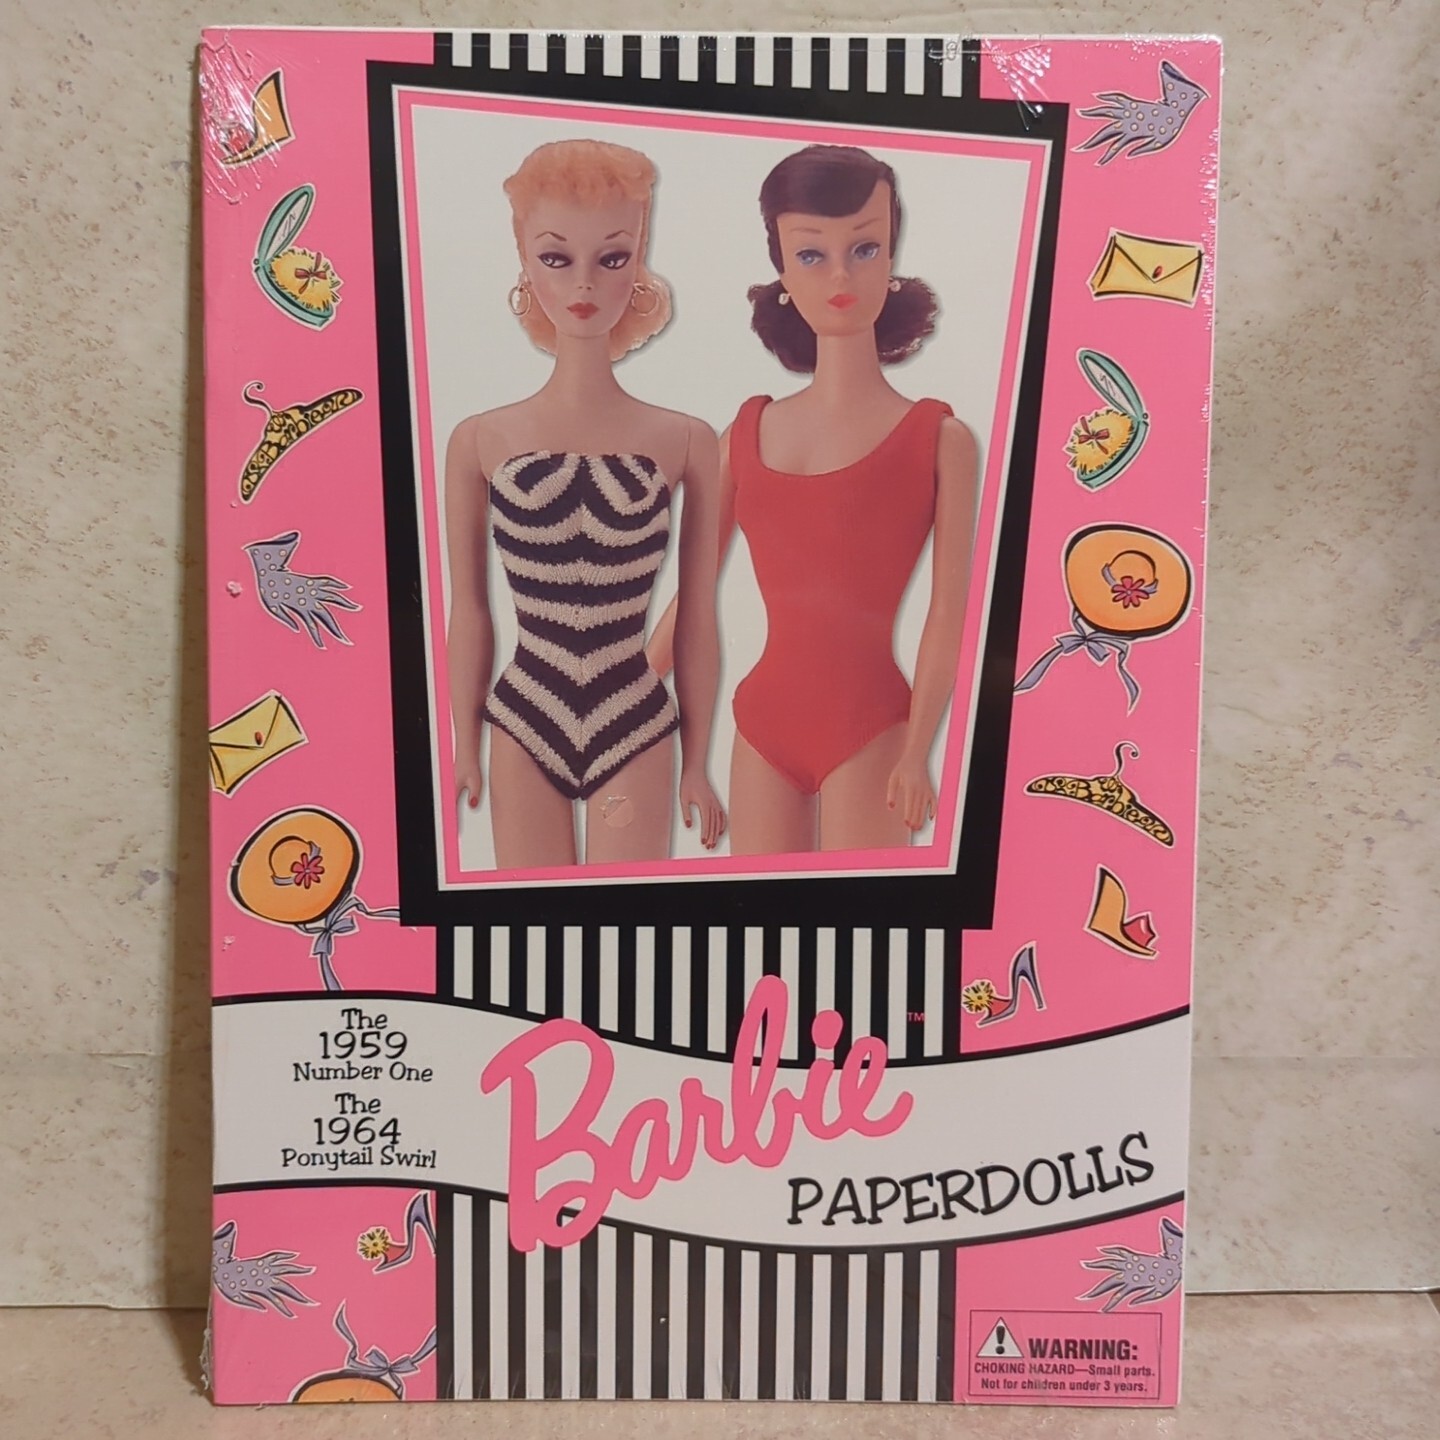 The
1959
Number One
The
1964
Ponytail Swirl
Barbie™
PAPERDOLLS
WARNING:
CHOKING HAZARD—Small parts.
Not for children under 3 years.